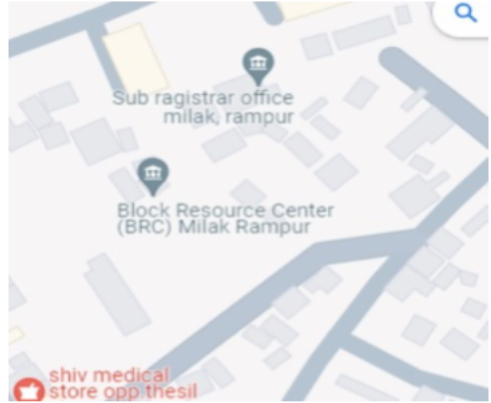 Sub ragistrar office
milak, rampur
Block Resource Center
(BRC) Milak Rampur
shiv medical
store opp.thesil